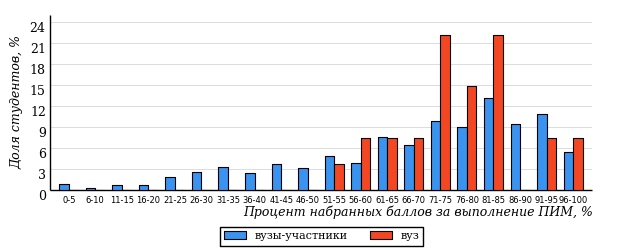 Доля студентов, %
24
21
18
15
12
9
6
3
0
0-5 6-10 11-15 16-20 21-25 26-30 31-35 36-40 41-45 46-50 51-55 56-60 61-65 66-70 71-75 76-80 81-85 86-90 91-95 96-100
Процент набранных баллов за выполнение ПИМ, %
вузы-участники вуз